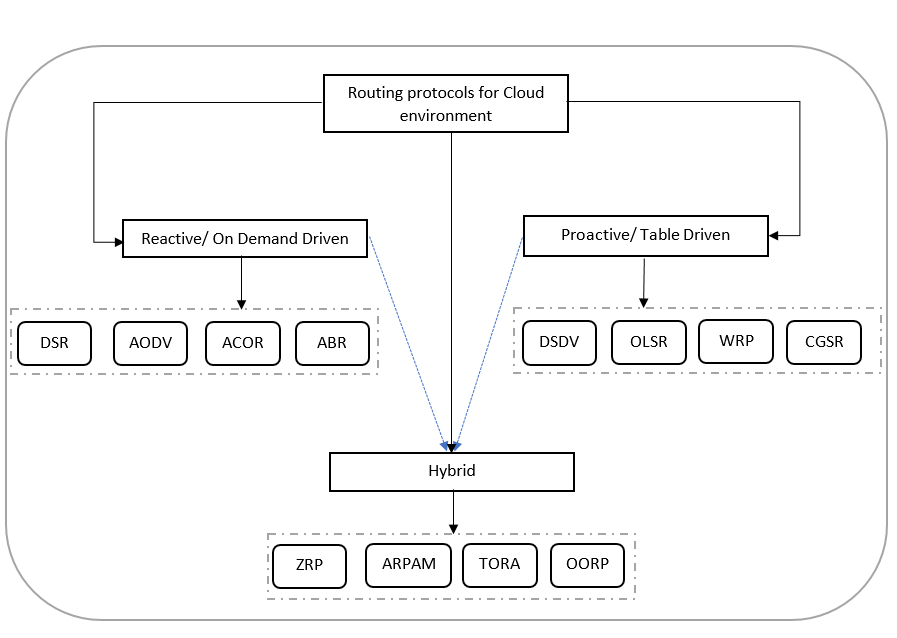 Routing protocols for Cloud
environment
Reactive/ On Demand Driven
Proactive/ Table Driven
DSR
AODV
ACOR
ABR
DSDV
OLSR
WRP
CGSR
Hybrid
ZRP
ARPAM
TORA
OORP